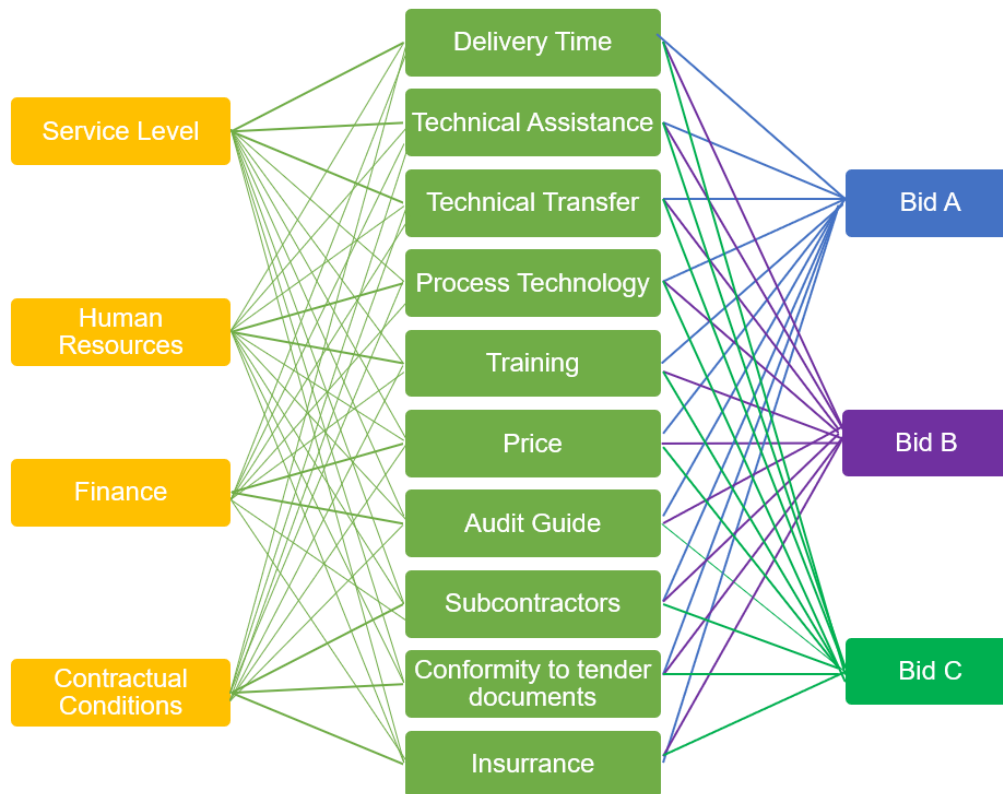 Service Level
Human
Resources
Finance
Contractual
Conditions
Delivery Time
Technical Assistance
Technical Transfer
Process Technology
Training
Price
Audit Guide
Subcontractors
Conformity to tender
documents
Insurrance
Bid A
Bid B
Bid C